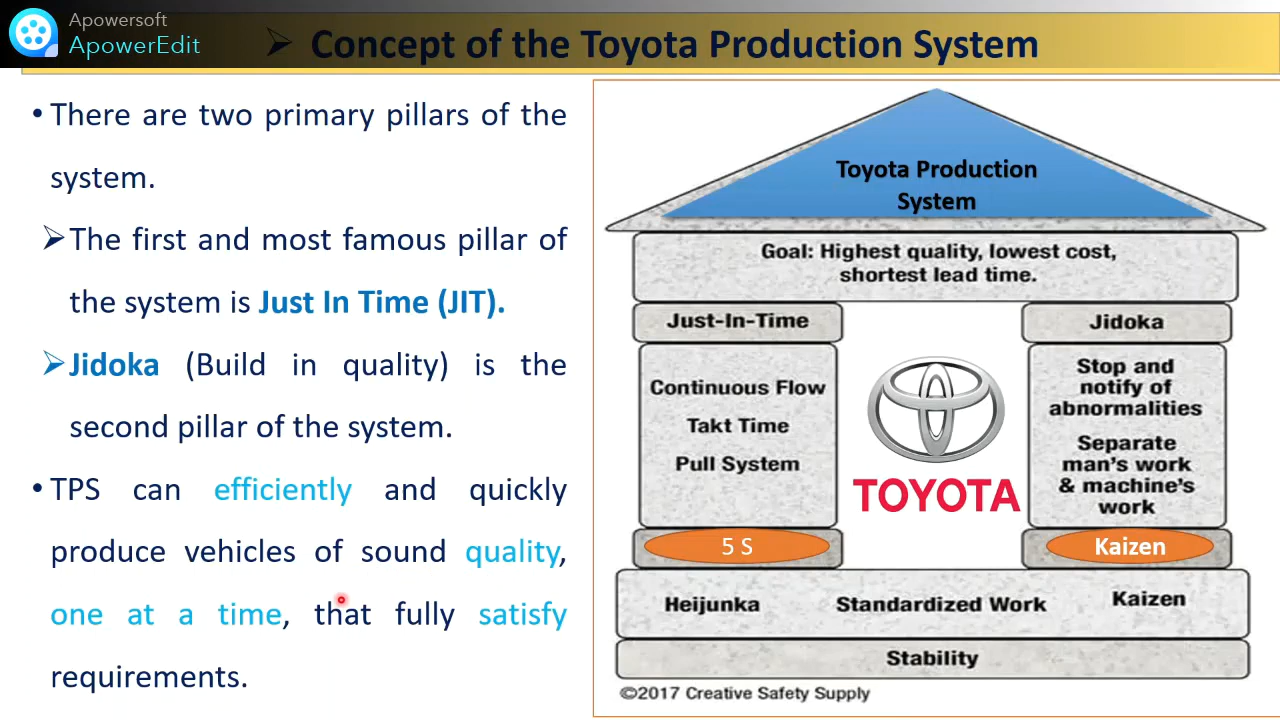 Apowersoft
ApowerEdit
➢ Concept of the Toyota Production System
• There are two primary pillars of the
system.
➢ The first and most famous pillar of
the system is Just In Time (JIT).
➢ Jidoka (Build in quality) is the
second pillar of the system.
• TPS can efficiently and quickly
produce vehicles of sound quality,
one at a time, that fully satisfy
requirements.
Toyota Production
System
Goal: Highest quality, lowest cost,
shortest lead time.
Just-In-Time
Continuous Flow
Takt Time
Pull System
5 S
TOYOTA
Jidoka
Stop and
notify of
abnormalities
Separate
man's work
& machine's
work
Kaizen
Heijunka Standardized Work Kaizen
Stability
©2017 Creative Safety Supply